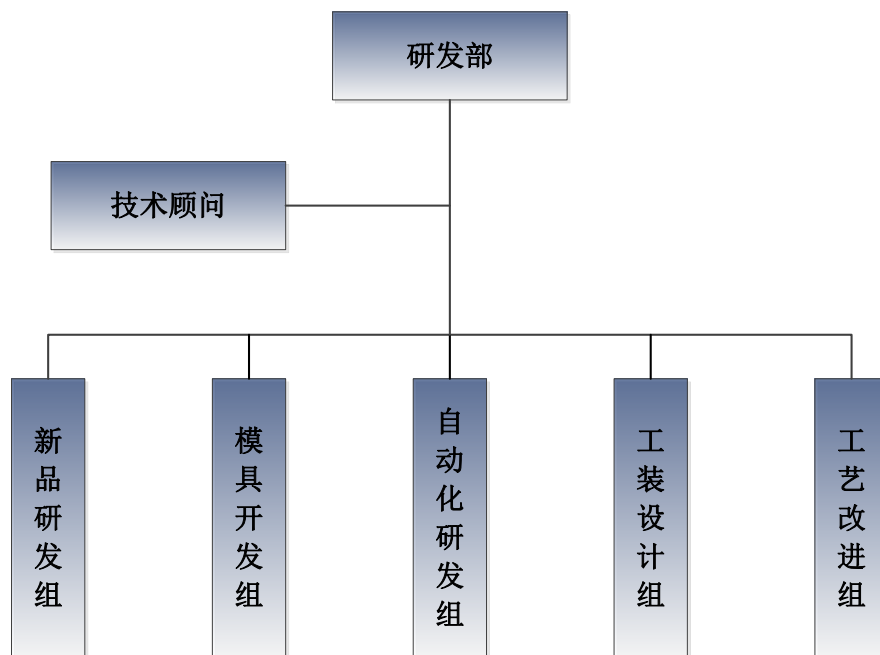 研发部
技术顾问
新品研发组
模具开发组
自动化研发组
工装设计组
工艺改进组